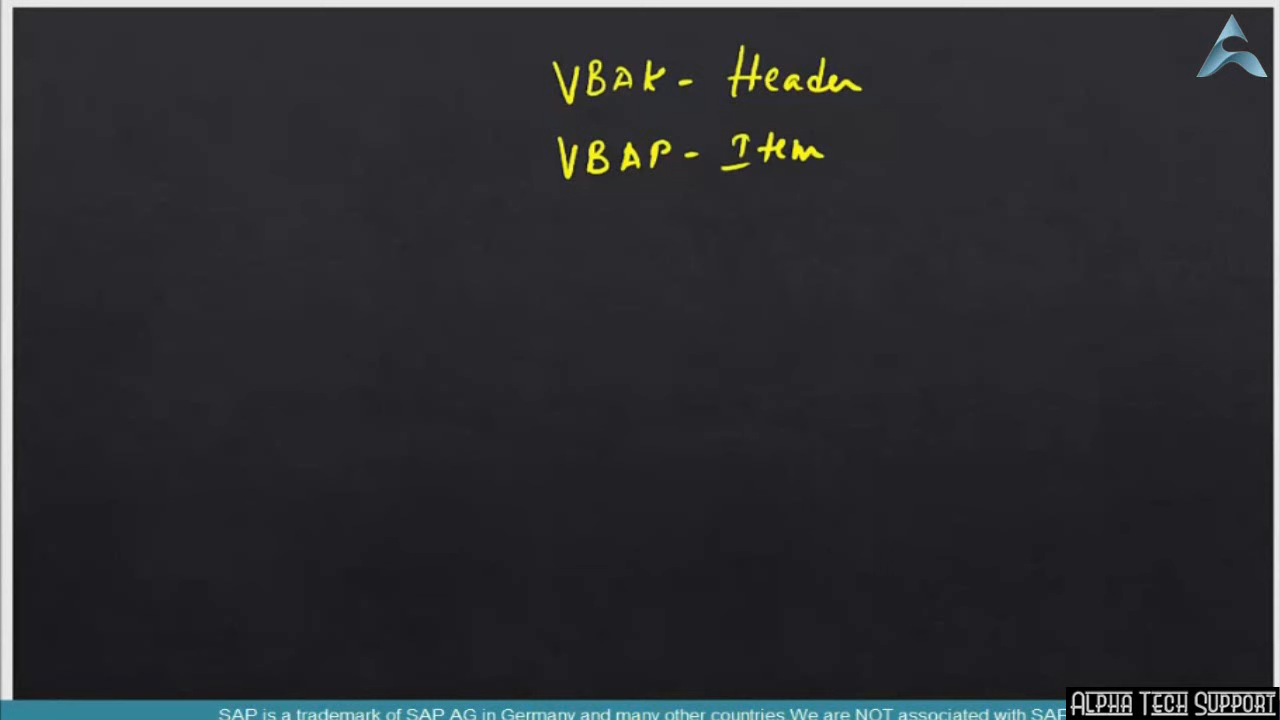 VBAK - Header
VBAP - Item
SAP is a trademark of SAP AG in Germany and many other countries We are NOT associated with SAP
ALPHA TECH SUPPORT